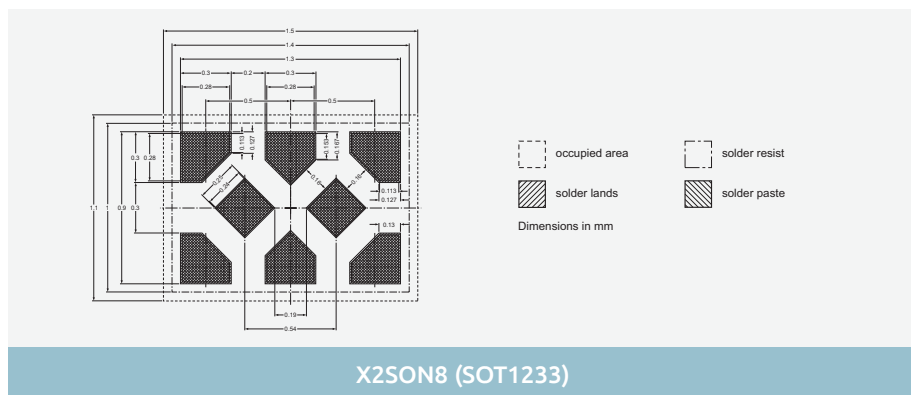 1.5
1.4
1.3
0.3 0.2 0.3
0.28 0.28
0.5 0.5
0.113 0.127 0.153 0.167
0.3 0.28
0.25 0.24 0.16 0.16
0.113
0.127
1.1 1 0.9 0.3
0.13
0.19
0.54
occupied area solder resist
solder lands solder paste
Dimensions in mm
X2SON8 (SOT1233)